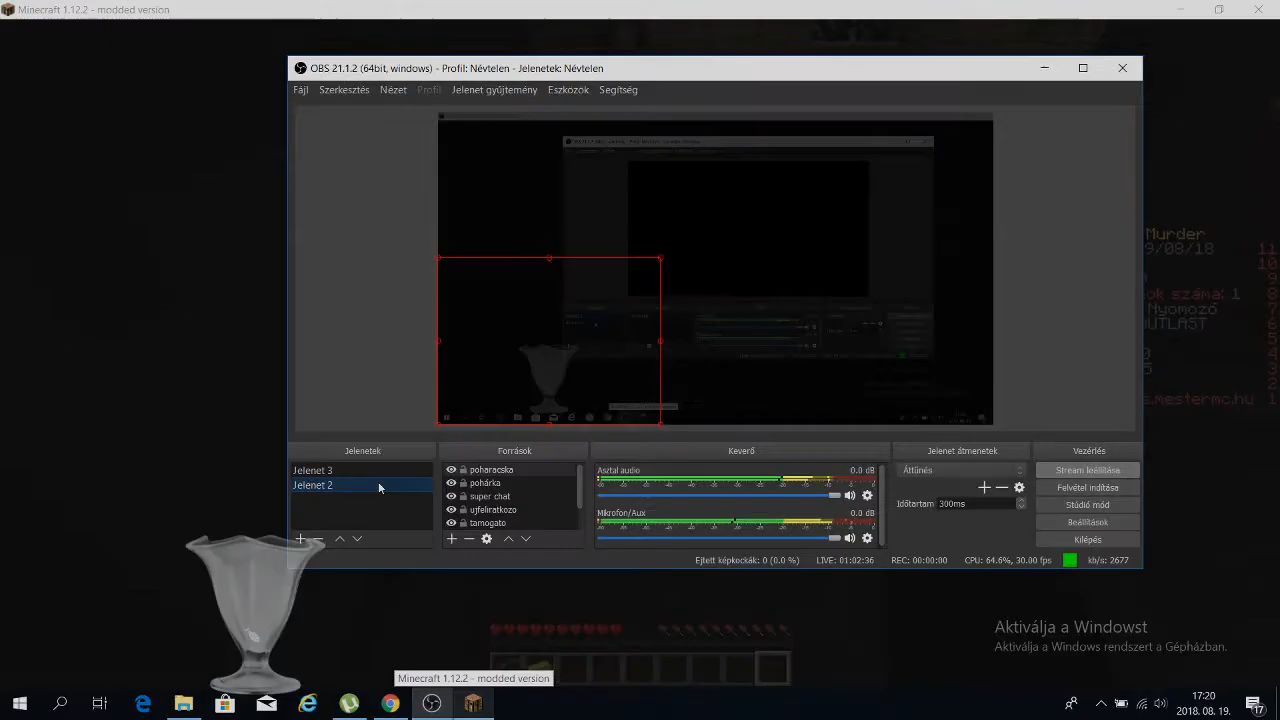 Minecraft 1.12.2 - modded version
OBS 21.1.2 (64bit, windows) - Profil: Névtelen - Jelenetek: Névtelen
Fájl Szerkesztés Nézet Profil Jelenet gyűjtemény Eszközök Segítség
Murder
9/08/18
11
10
ok száma: 1
Nyomozó
OUTLAST
s.mestermc.hu
Jelenetek
Források
Keverő
Jelenet átmenetek
Vezérlés
Jelenet 3
Jelenet 2
poharacska
pohárka
super chat
ujfeliratkozo
tamogato
Asztal audio 0.0 dB
Mikrofon/Aux 0.0 dB
Áttűnés
Időtartam 300ms
Stream leállítása
Felvétel indítása
Stúdió mód
Beállítások
Kilépés
Ejtett képkockák: 0 (0.0 %) LIVE: 01:02:36 REC: 00:00:00 CPU: 64.6%, 30.00 fps kb/s: 2677
Aktiválja a Windowst
Aktiválja a Windows rendszert a Gépházban.
Minecraft 1.12.2 - modded version
17:20
2018. 08. 19.
17